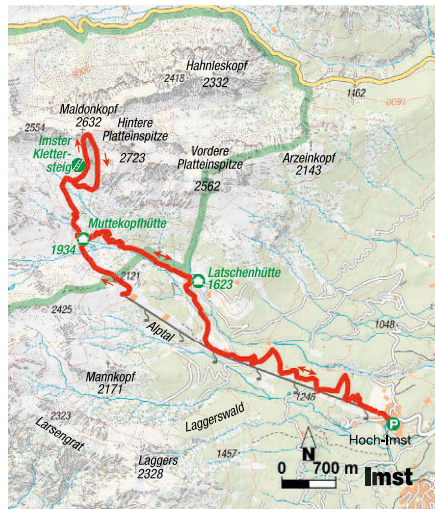 Hahnleskopf
2418
2332
1162
Maldonkopf
2632
2554
Hintere
Platteinspitze
2723
Imster
Kletter-
steig
Vordere
Platteinspitze
2562
Arzeinkopf
2143
Muttekopfhütte
1934
Latschenhütte
1623
2121
2425
Alptal
1048
Mannkopf
2171
1245
2323
Larsengrat
Laggerswald
P
Hoch-Imst
Laggers
2328
1457
N
0 700 m
Imst